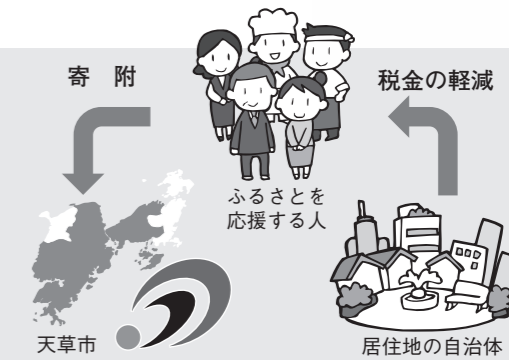 寄 附
税金の軽減
ふるさとを
応援する人
天草市
居住地の自治体